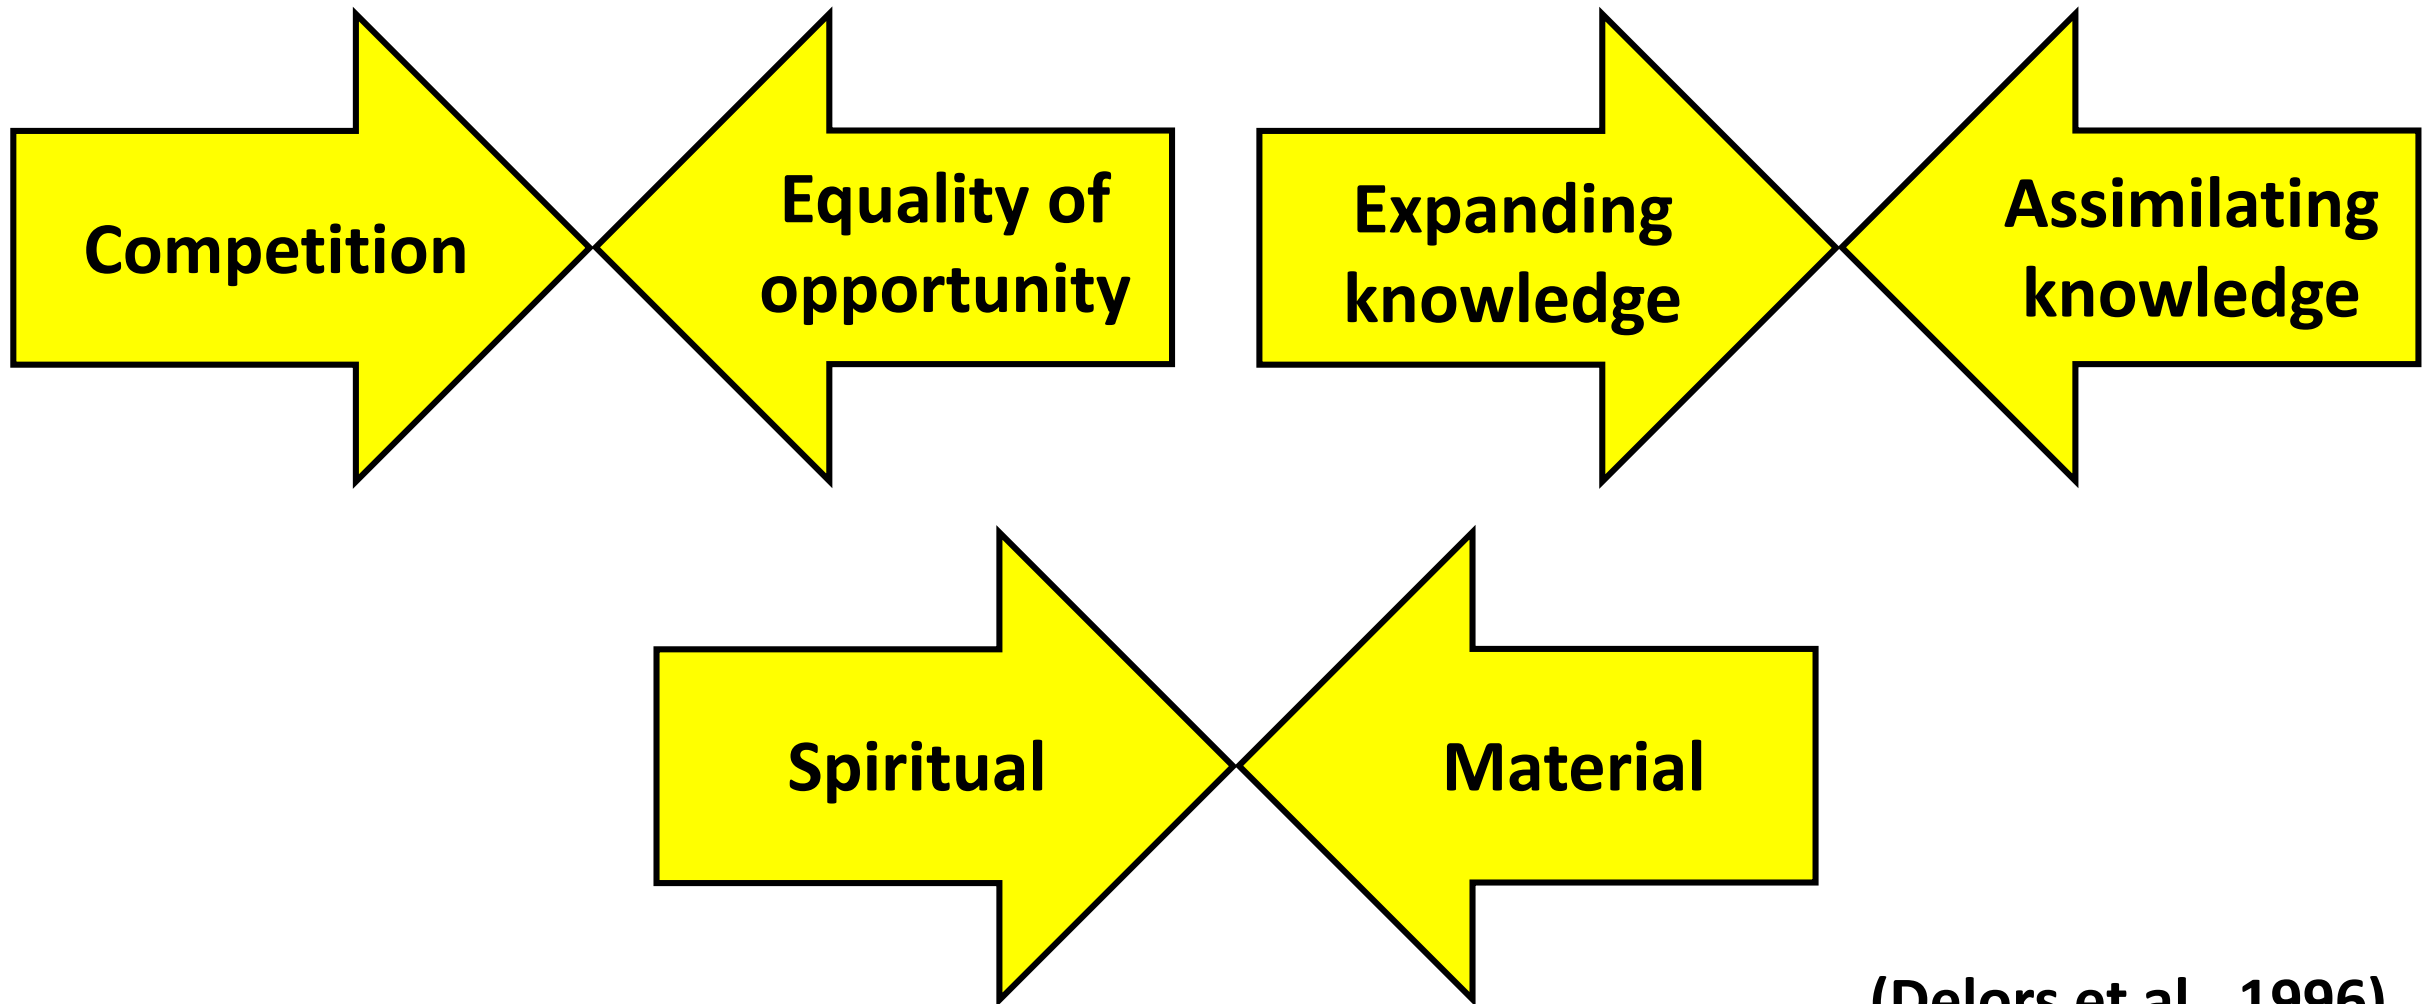 Competition
Equality of
opportunity
Expanding
knowledge
Assimilating
knowledge
Spiritual
Material
(Delors et al., 1996)